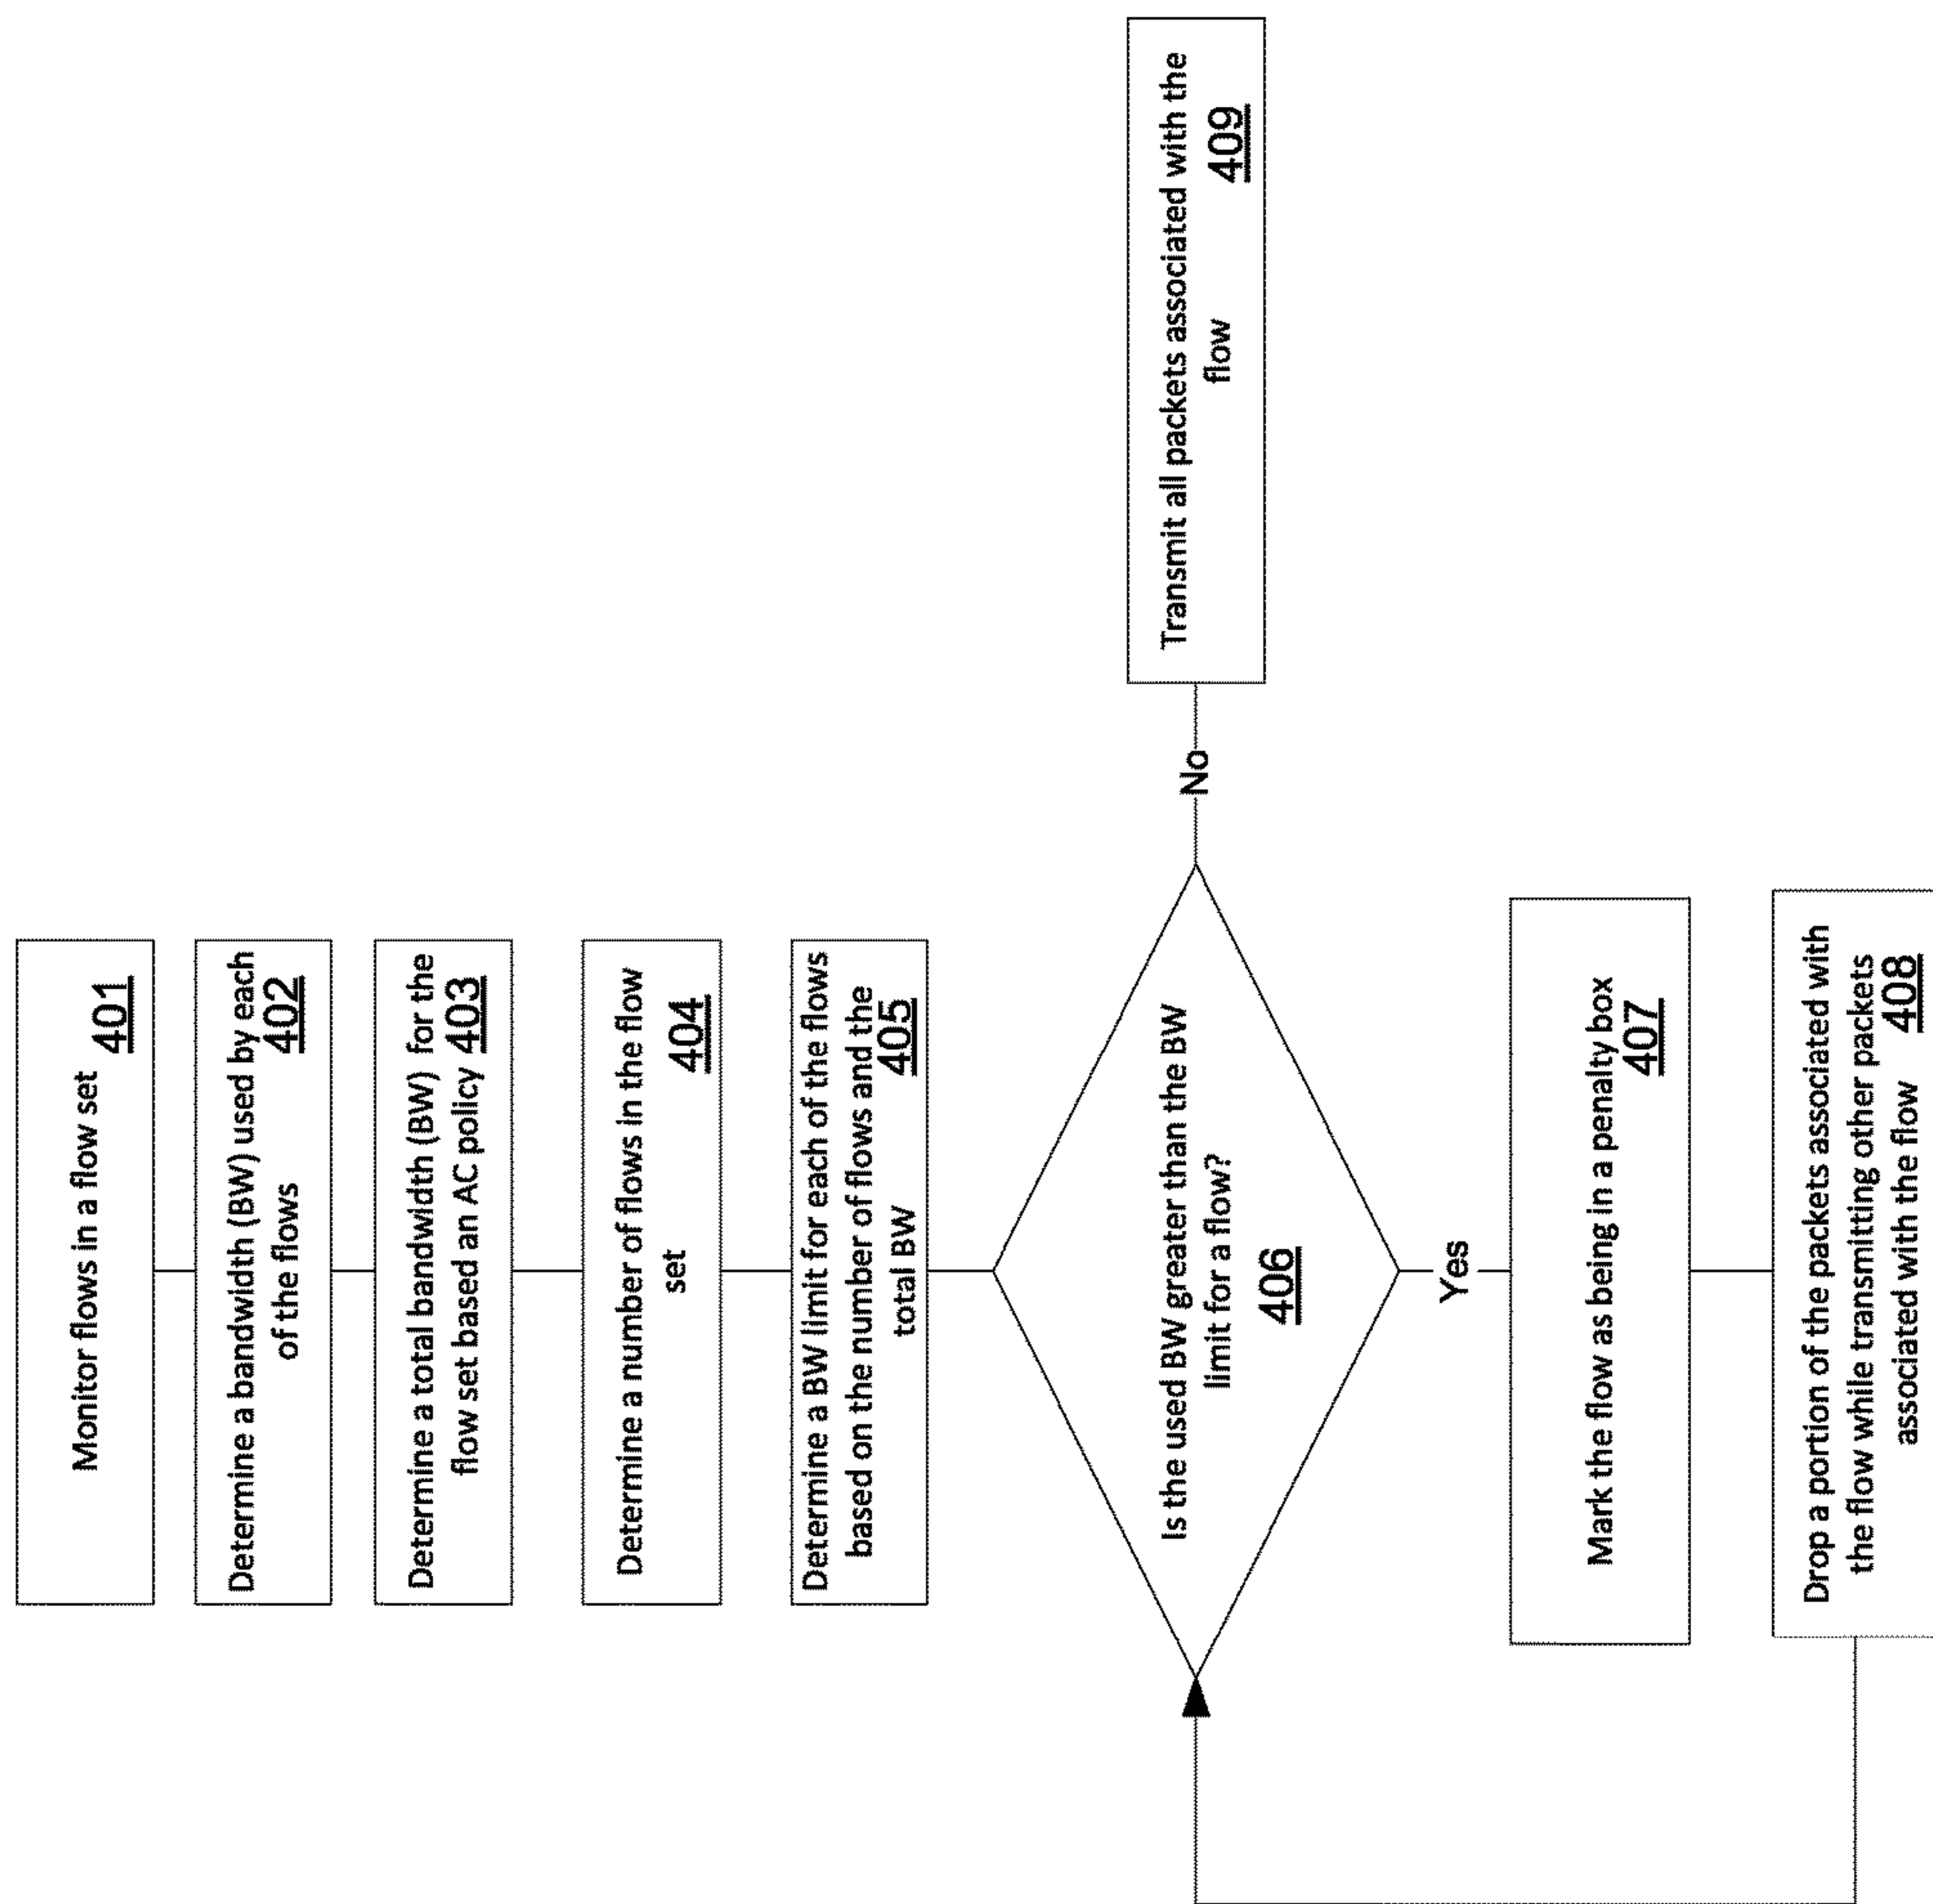 Monitor flows in a flow set
401
Determine a bandwidth (BW) used by each
of the flows
402
Determine a total bandwidth (BW) for the
flow set based an AC policy 403
Determine a number of flows in the flow
set
404
Determine a BW limit for each of the flows
based on the number of flows and the
total BW
405
Is the used BW greater than the BW
limit for a flow?
406
No
Transmit all packets associated with the
flow
409
Yes
Mark the flow as being in a penalty box
407
Drop a portion of the packets associated with
the flow while transmitting other packets
associated with the flow 408